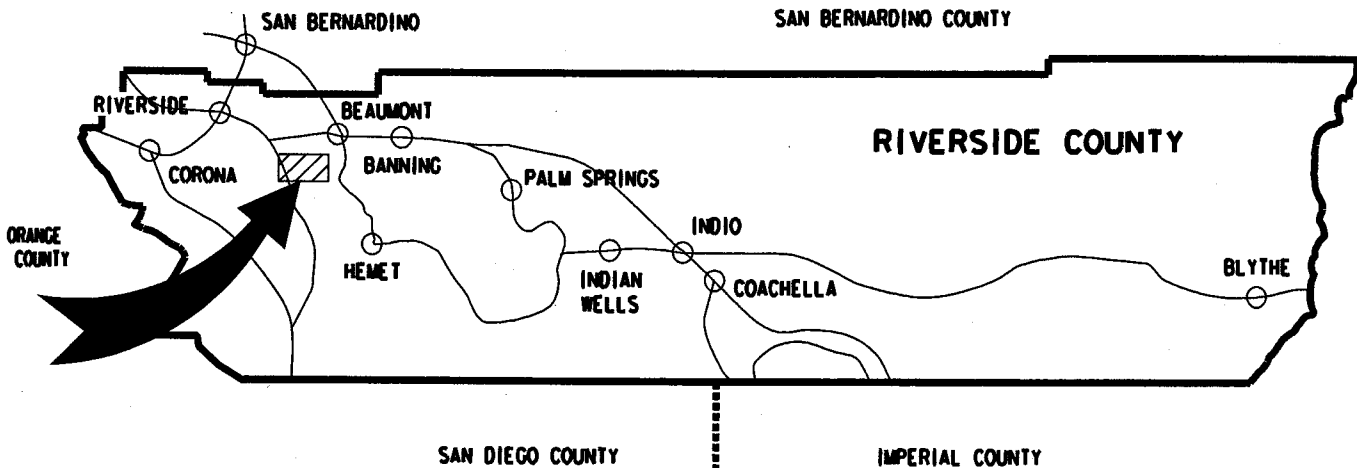 SAN BERNARDINO
SAN BERNARDINO COUNTY
RIVERSIDE
BEAUMONT
RIVERSIDE COUNTY
CORONA
BANNING
PALM SPRINGS
ORANGE
COUNTY
HEMET
INDIO
INDIAN
WELLS
COACHELLA
BLYTHE
SAN DIEGO COUNTY
IMPERIAL COUNTY